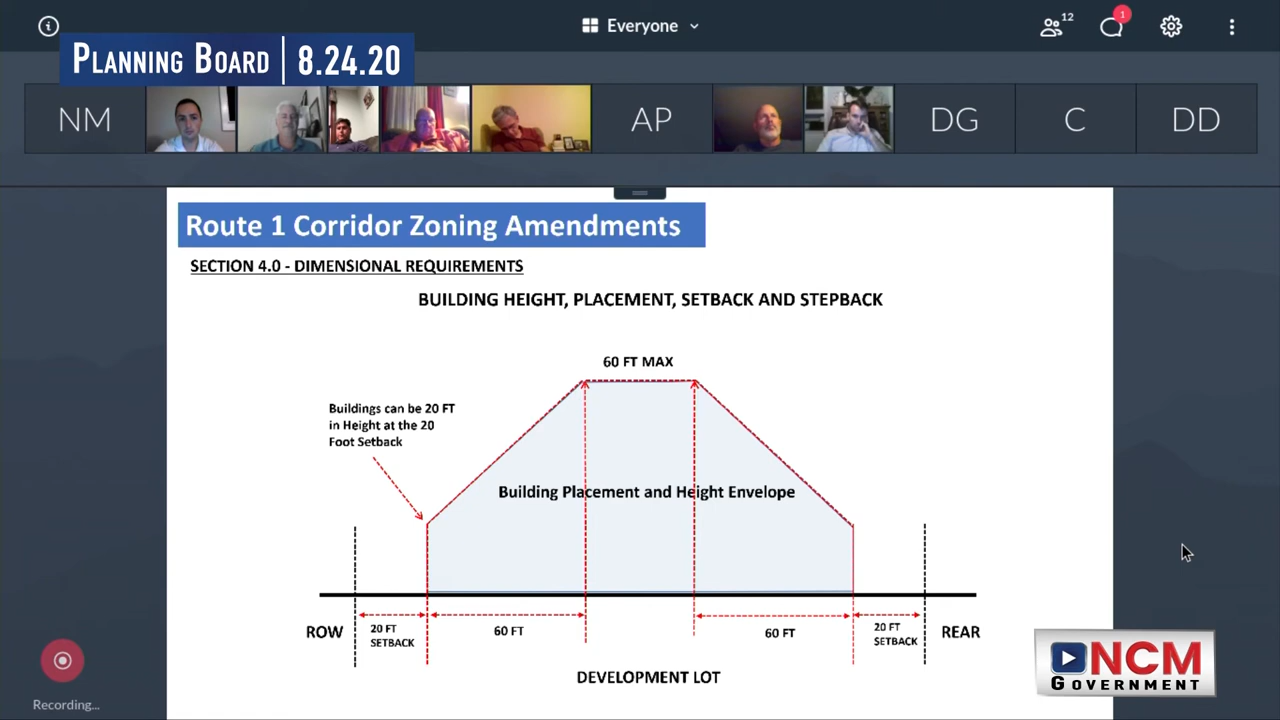 Everyone
12
1
PLANNING BOARD | 8.24.20
NM
AP
DG
C
DD
Route 1 Corridor Zoning Amendments
SECTION 4.0 - DIMENSIONAL REQUIREMENTS
BUILDING HEIGHT, PLACEMENT, SETBACK AND STEPBACK
60 FT MAX
Buildings can be 20 FT
in Height at the 20
Foot Setback
Building Placement and Height Envelope
ROW
20 FT
SETBACK
60 FT
60 FT
20 FT
SETBACK
REAR
DEVELOPMENT LOT
Recording...
NCM
GOVERNMENT